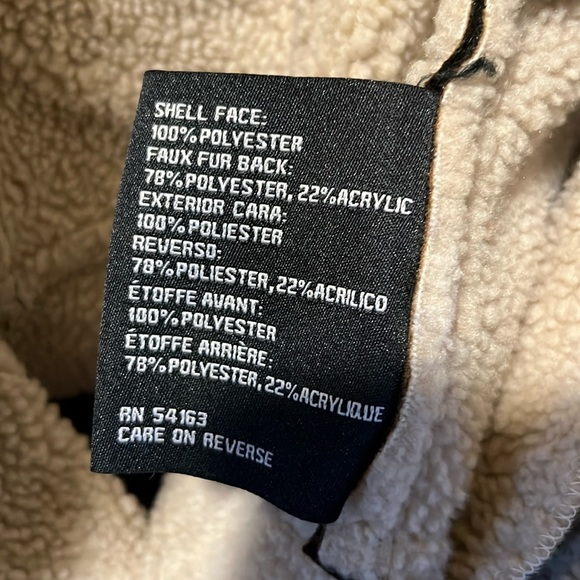 SHELL FACE:
100% POLYESTER
FAUX FUR BACK:
78% POLYESTER, 22% ACRYLIC
EXTERIOR CARA:
100% POLIESTER
REVERSO:
78% POLIESTER, 22% ACRILICO
ÉTOFFE AVANT:
100% POLYESTER
ÉTOFFE ARRIÈRE:
78% POLYESTER, 22% ACRYLIQUE
RN 54163
CARE ON REVERSE